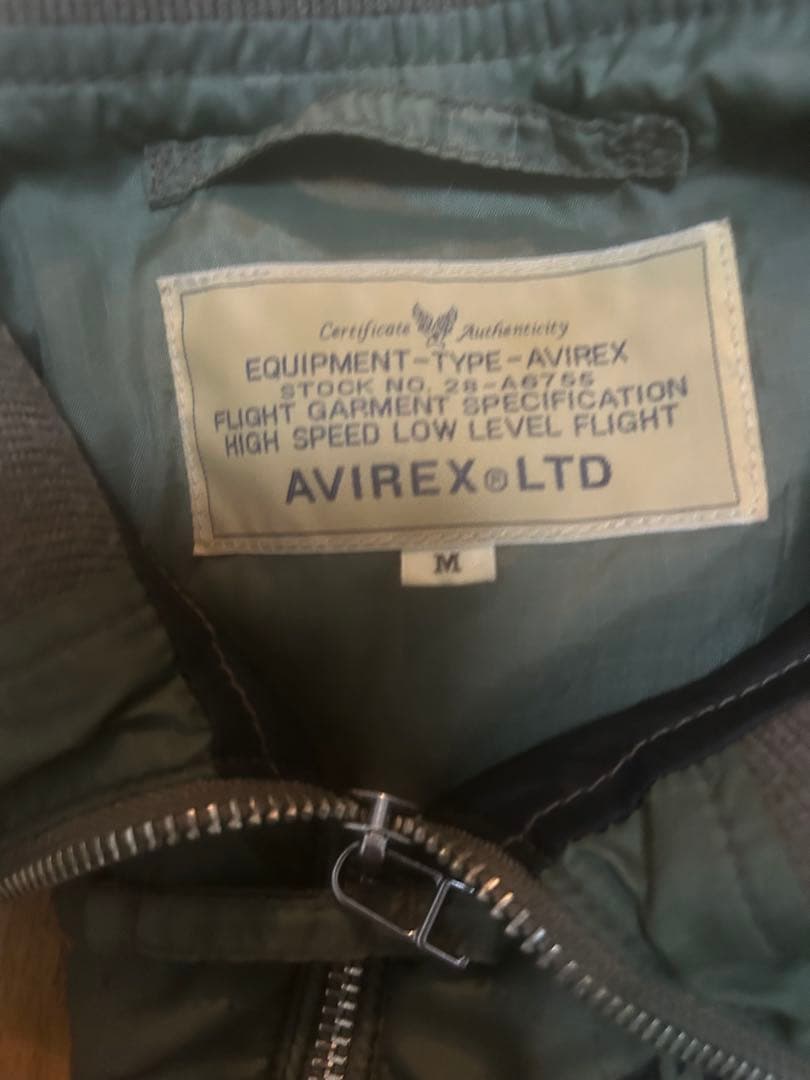 Certificate Authenticity
EQUIPMENT-TYPE-AVIREX
STOCK NO. 28-A6755
FLIGHT GARMENT SPECIFICATION
HIGH SPEED LOW LEVEL FLIGHT
AVIREX®LTD
M